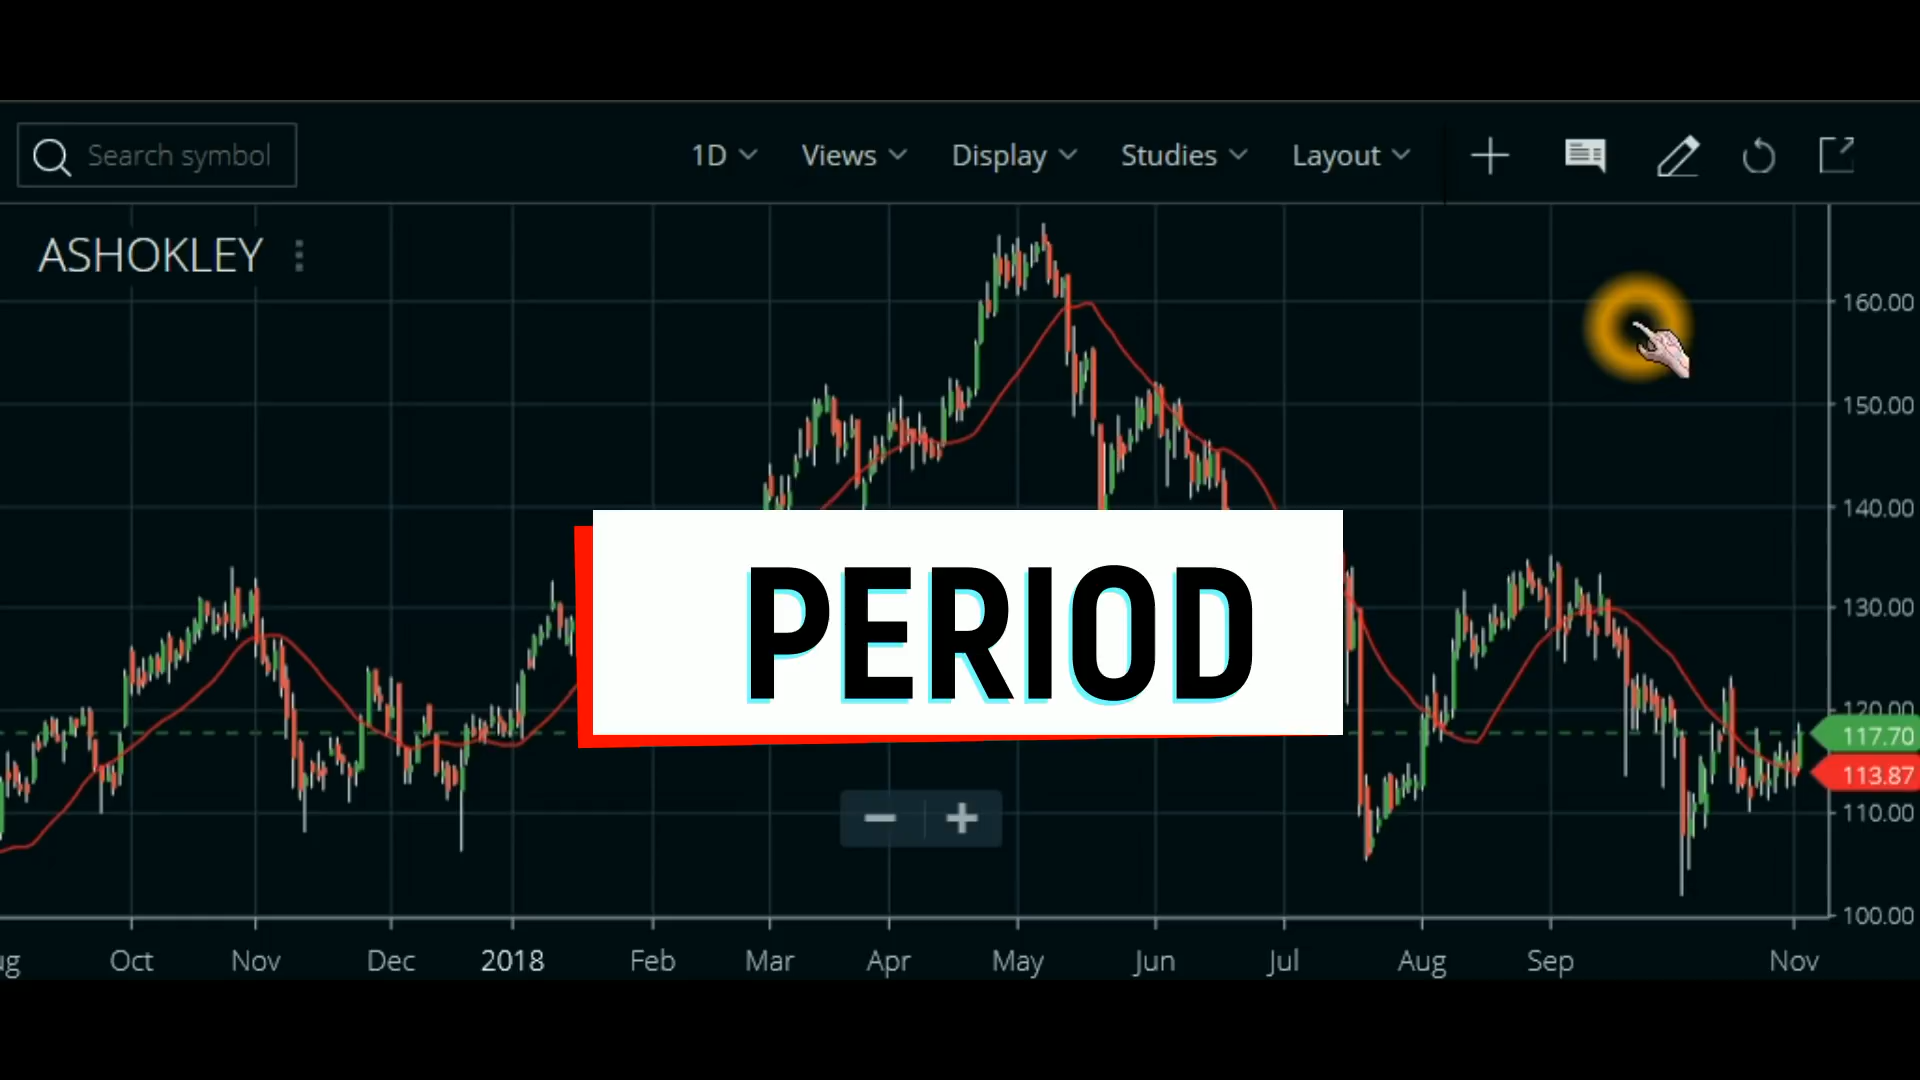 Search symbol 1D Views Display Studies Layout
ASHOKLEY
160.00
150.00
140.00
PERIOD
130.00
120.00
117.70
113.87
110.00
100.00
Oct Nov Dec 2018 Feb Mar Apr May Jun Jul Aug Sep Nov